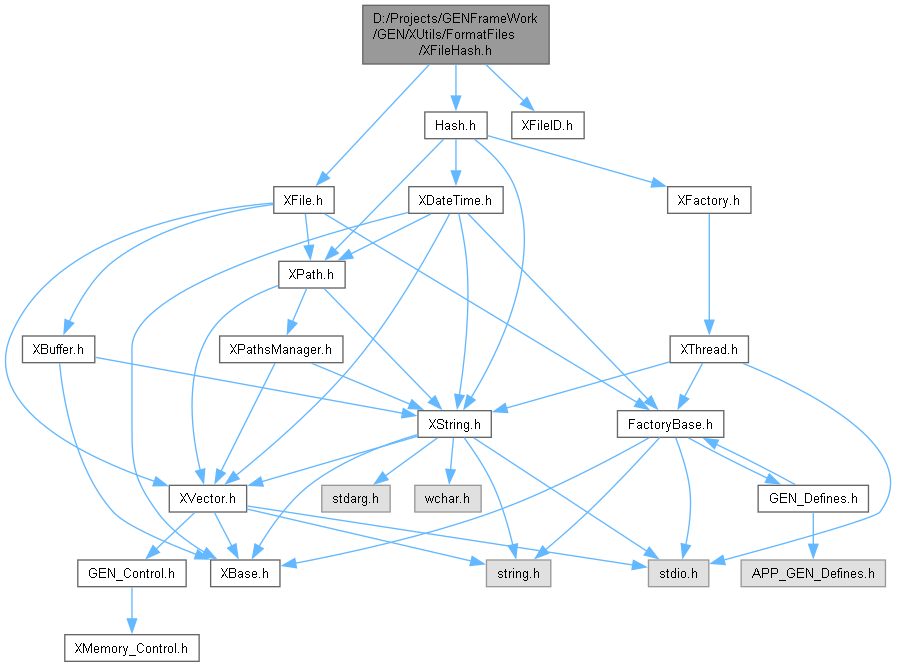 D:/Projects/GENFrameWork
/GEN/XUtils/FormatFiles
/XFileHash.h
Hash.h
XFileID.h
XFile.h
XDateTime.h
XFactory.h
XPath.h
XBuffer.h
XPathsManager.h
XThread.h
XString.h
FactoryBase.h
XVector.h
stdarg.h
wchar.h
GEN_Defines.h
GEN_Control.h
XBase.h
string.h
stdio.h
APP_GEN_Defines.h
XMemory_Control.h